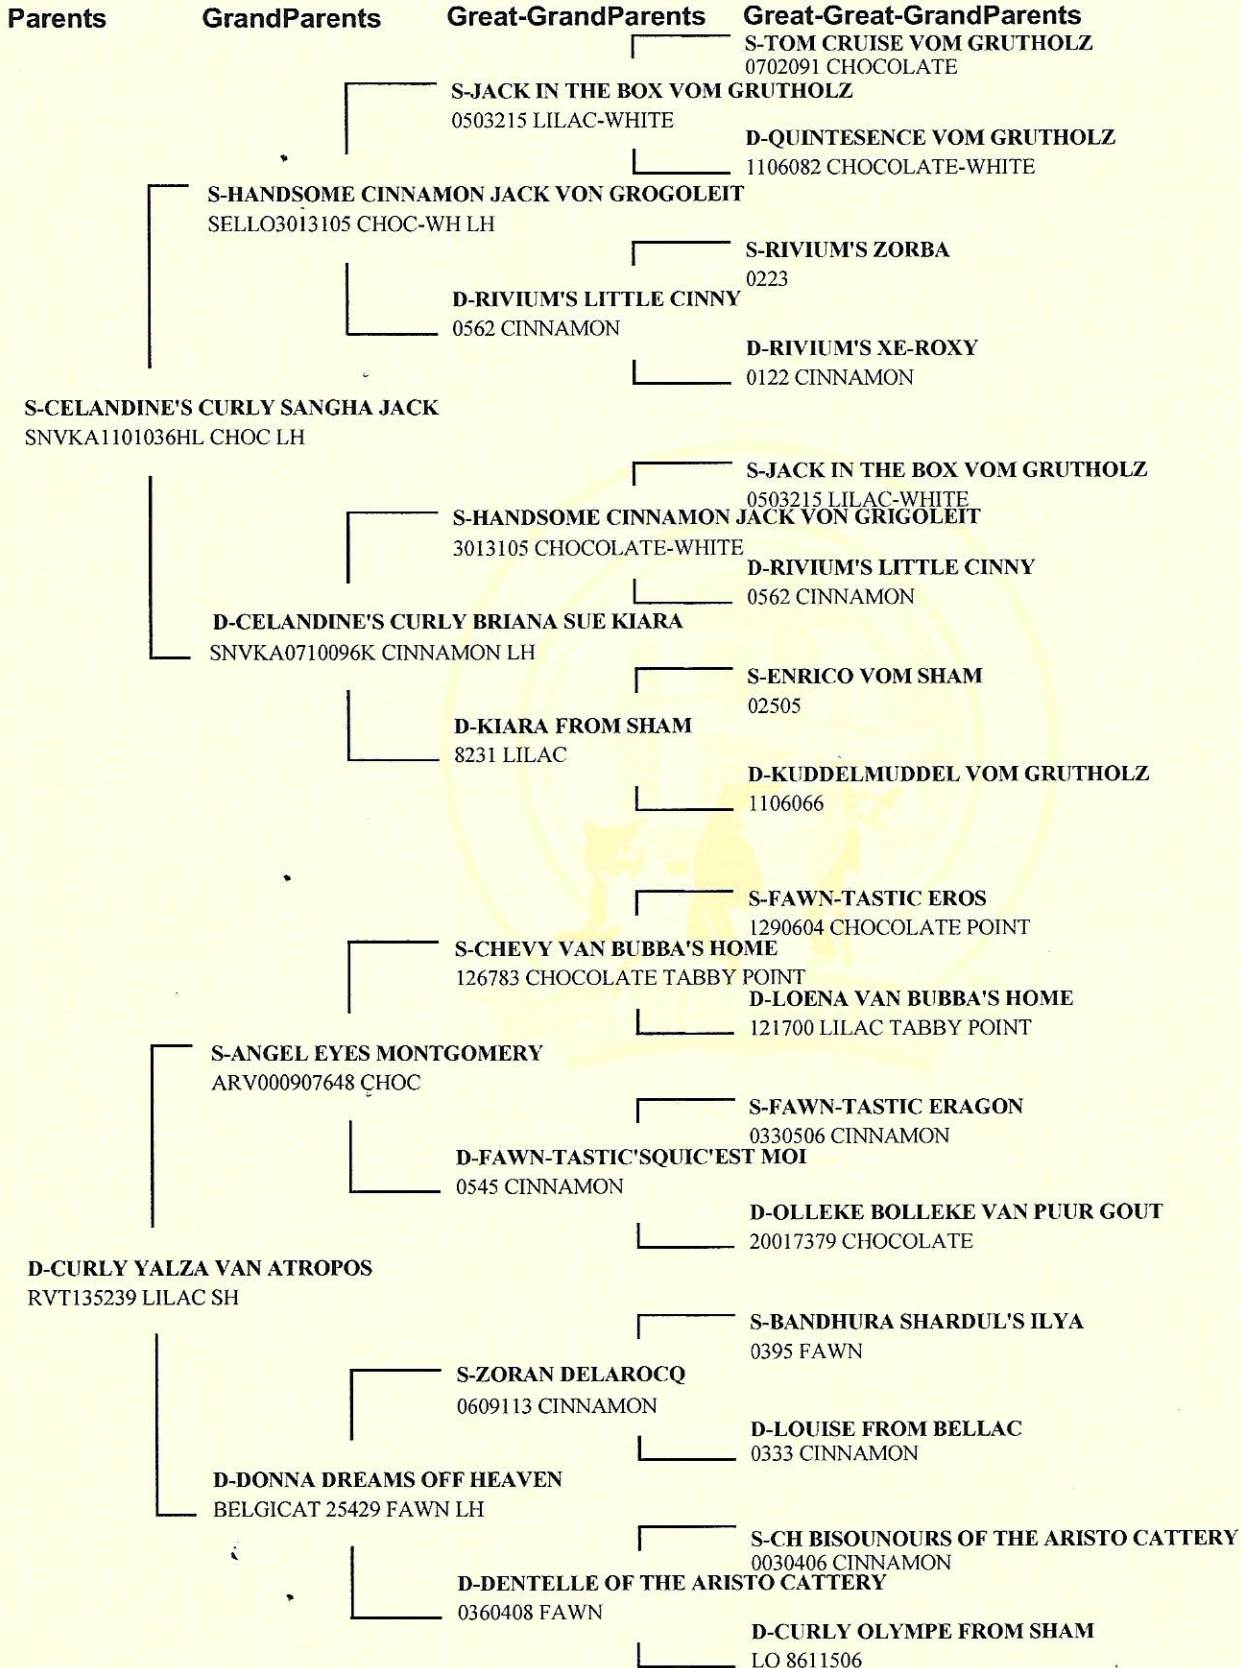 Parents GrandParents Great-GrandParents Great-Great-GrandParents
S-TOM CRUISE VOM GRUTHOLZ
0702091 CHOCOLATE
S-JACK IN THE BOX VOM GRUTHOLZ
0503215 LILAC-WHITE
D-QUINTESENCE VOM GRUTHOLZ
1106082 CHOCOLATE-WHITE
S-HANDSOME CINNAMON JACK VON GROGOLEIT
SELLO3013105 CHOC-WH LH
S-RIVIUM'S ZORBA
0223
D-RIVIUM'S LITTLE CINNY
0562 CINNAMON
D-RIVIUM'S XE-ROXY
0122 CINNAMON
S-CELANDINE'S CURLY SANGHA JACK
SNVKA1101036HL CHOC LH
S-JACK IN THE BOX VOM GRUTHOLZ
0503215 LILAC-WHITE
S-HANDSOME CINNAMON JACK VON GRIGOLEIT
3013105 CHOCOLATE-WHITE
D-RIVIUM'S LITTLE CINNY
0562 CINNAMON
D-CELANDINE'S CURLY BRIANA SUE KIARA
SNVKA0710096K CINNAMON LH
S-ENRICO VOM SHAM
02505
D-KIARA FROM SHAM
8231 LILAC
D-KUDDELMUDDEL VOM GRUTHOLZ
1106066
S-FAWN-TASTIC EROS
1290604 CHOCOLATE POINT
S-CHEVY VAN BUBBA'S HOME
126783 CHOCOLATE TABBY POINT
D-LOENA VAN BUBBA'S HOME
121700 LILAC TABBY POINT
S-ANGEL EYES MONTGOMERY
ARV000907648 CHOC
S-FAWN-TASTIC ERAGON
0330506 CINNAMON
D-FAWN-TASTIC'SQUIC'EST MOI
0545 CINNAMON
D-OLLEKE BOLLEKE VAN PUUR GOUT
20017379 CHOCOLATE
D-CURLY YALZA VAN ATROPOS
RVT135239 LILAC SH
S-BANDHURA SHARDUL'S ILYA
0395 FAWN
S-ZORAN DELAROCQ
0609113 CINNAMON
D-LOUISE FROM BELLAC
0333 CINNAMON
D-DONNA DREAMS OFF HEAVEN
BELGICAT 25429 FAWN LH
S-CH BISOUNOURS OF THE ARISTO CATTERY
0030406 CINNAMON
D-DENTELLE OF THE ARISTO CATTERY
0360408 FAWN
D-CURLY OLYMPE FROM SHAM
LO 8611506